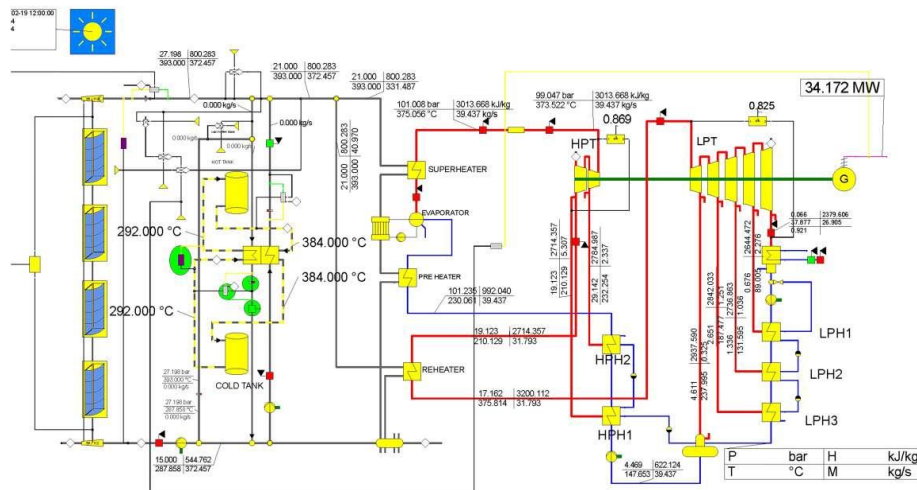 02-19 12:00:00
4
4
27.198 800.283
393.000 372.457
21.000 800.283
393.000 372.457
21.000 800.283
393.000 331.487
0.000 kg/s
0.000 kg/s
0.000 kg/s
0.000 kg/s
HOT TANK
800.283
40.970
21.000
393.000
101.008 bar 3013.668 kJ/kg
375.056 °C 39.437 kg/s
99.047 bar 3013.668 kJ/kg
373.522 °C 39.437 kg/s
34.172 MW
0.869
0.825
HPT
LPT
G
SUPERHEATER
EVAPORATOR
PRE HEATER
REHEATER
292.000 °C
384.000 °C
384.000 °C
292.000 °C
COLD TANK
27.198 bar
393.000 °C
0.000 kg/s
27.198 bar
287.858 °C
0.000 kg/s
101.235 992.040
230.061 39.437
19.123 2714.357
210.129 31.793
17.162 3200.112
375.814 31.793
2714.357
5.307
19.123
210.129
2784.987
2.337
29.142
232.254
0.066 2379.606
37.877 26.905
0.921
2644.472
2.276
0.676
89.005
2736.863
1.036
1.336
131.595
2842.033
1.251
2.651
187.477
2937.590
0.325
4.611
237.995
HPH2
HPH1
LPH1
LPH2
LPH3
15.000 544.762
287.858 372.457
4.469 622.124
147.653 39.437
P bar H kJ/kg
T °C M kg/s